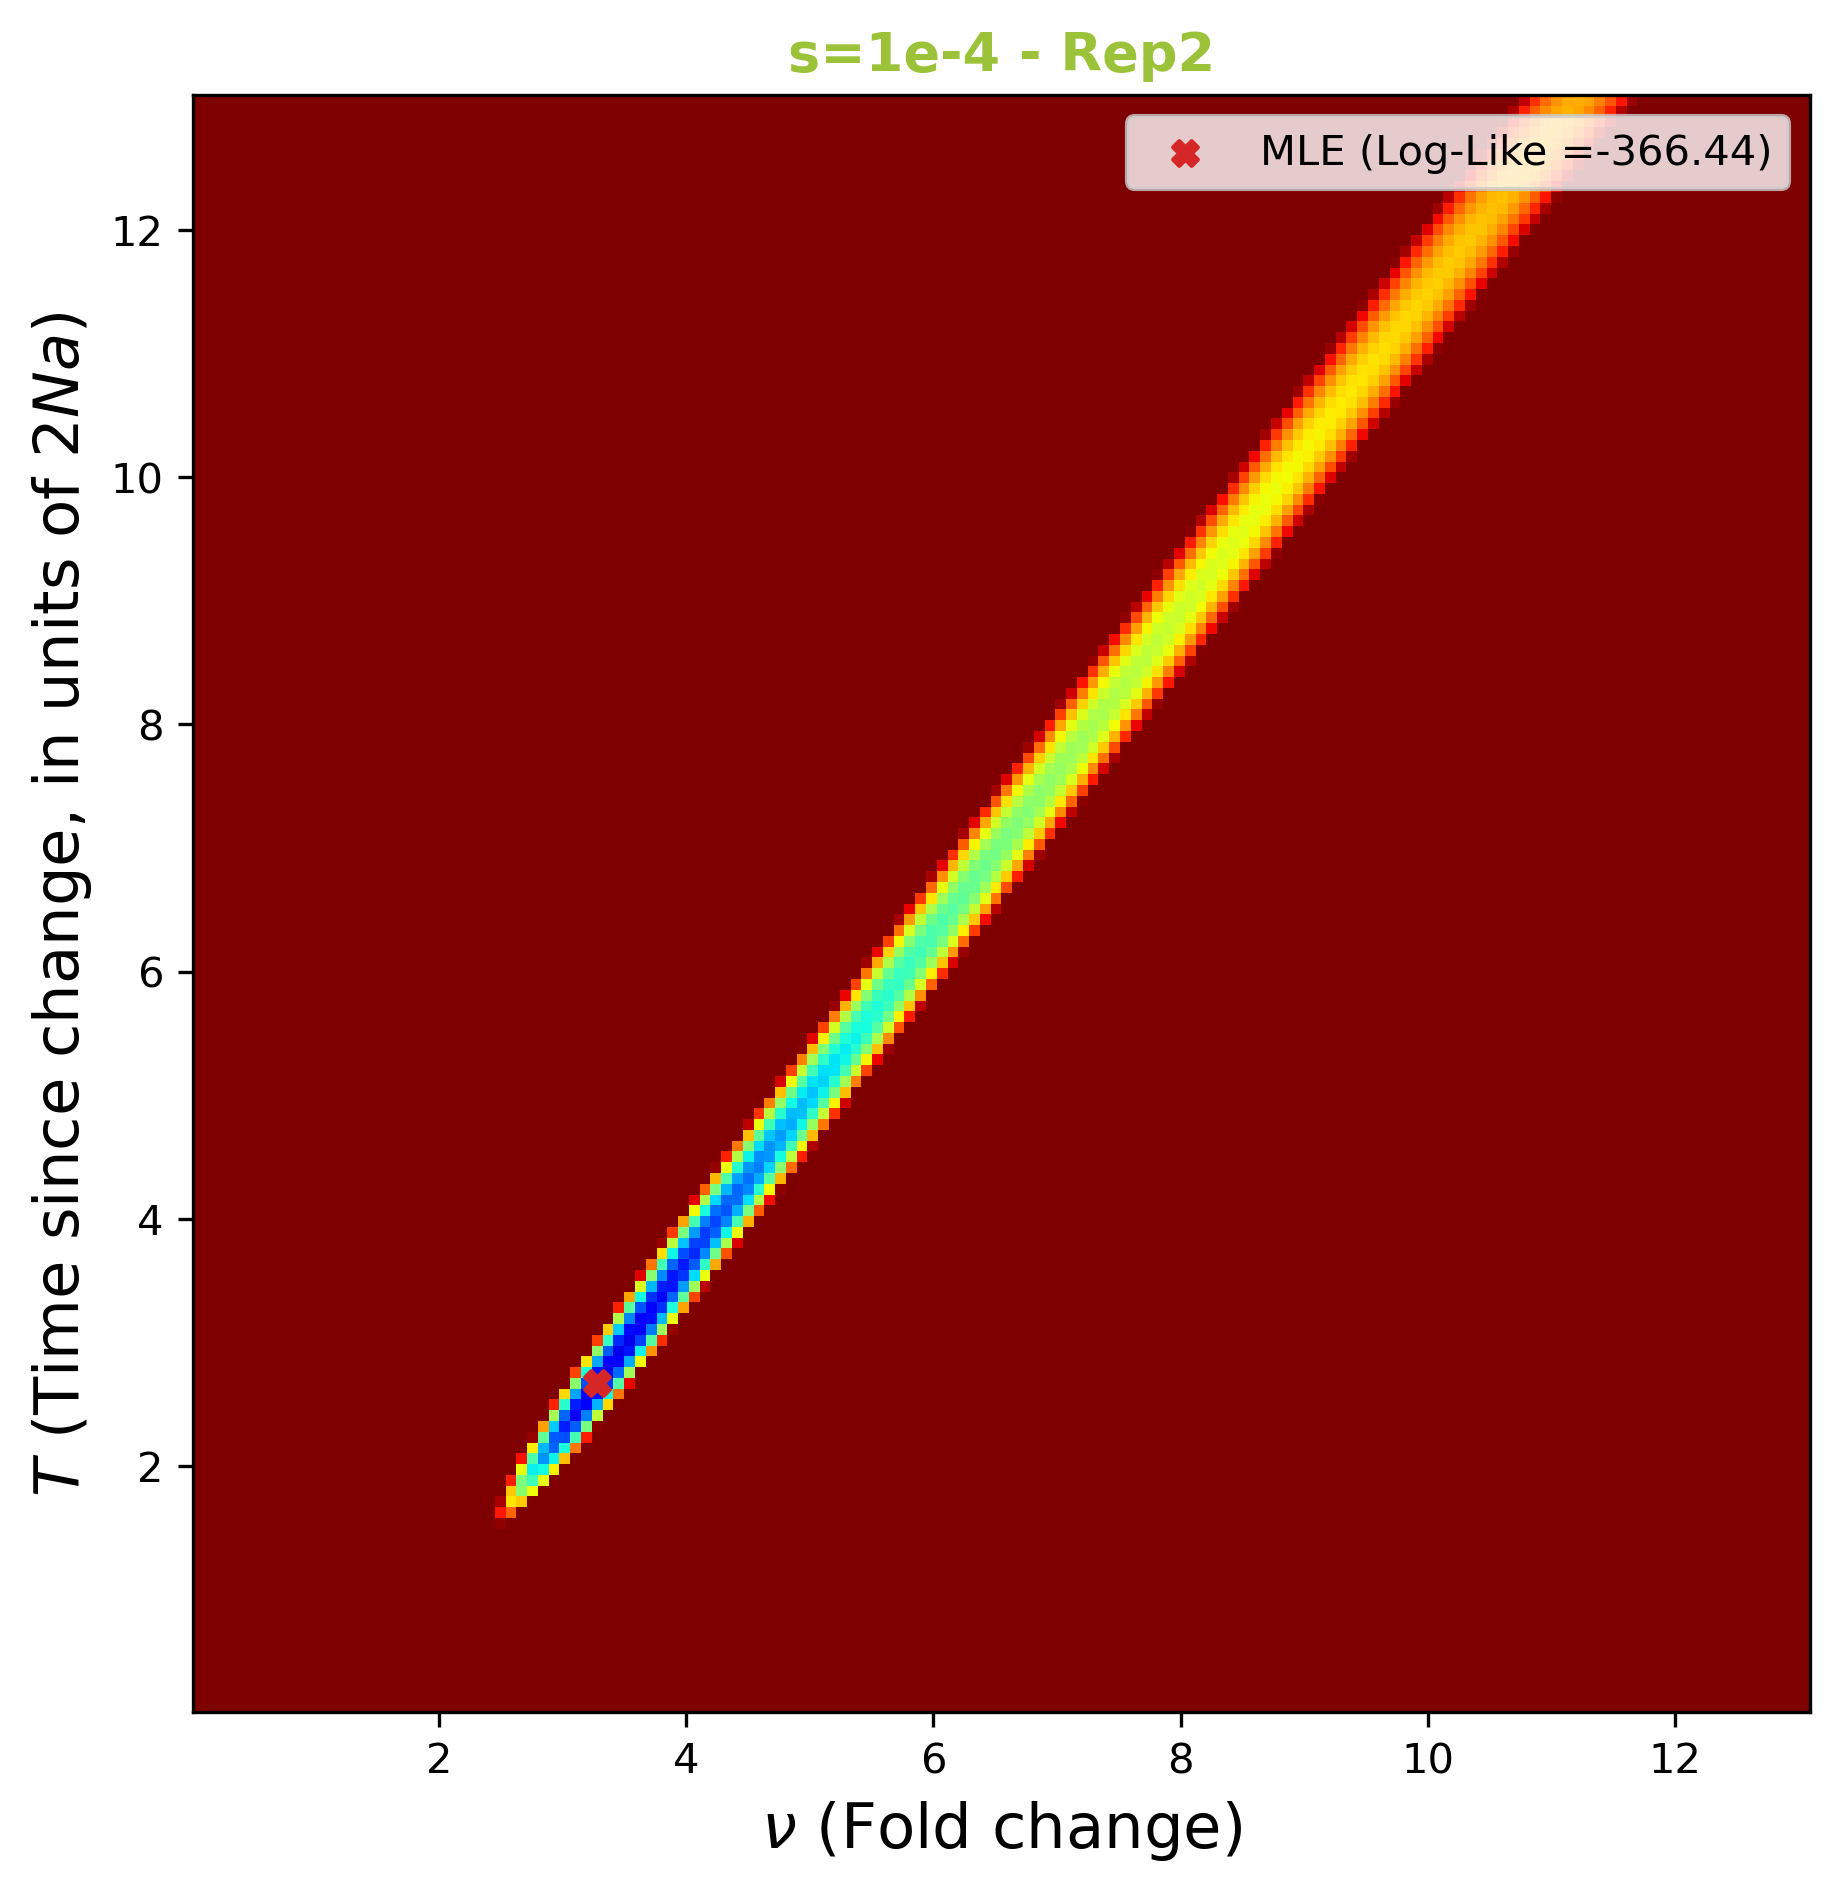 s=1e-4 - Rep2
MLE (Log-Like =-366.44)
T (Time since change, in units of 2Na)
12
10
8
6
4
2
2 4 6 8 10 12
ν (Fold change)